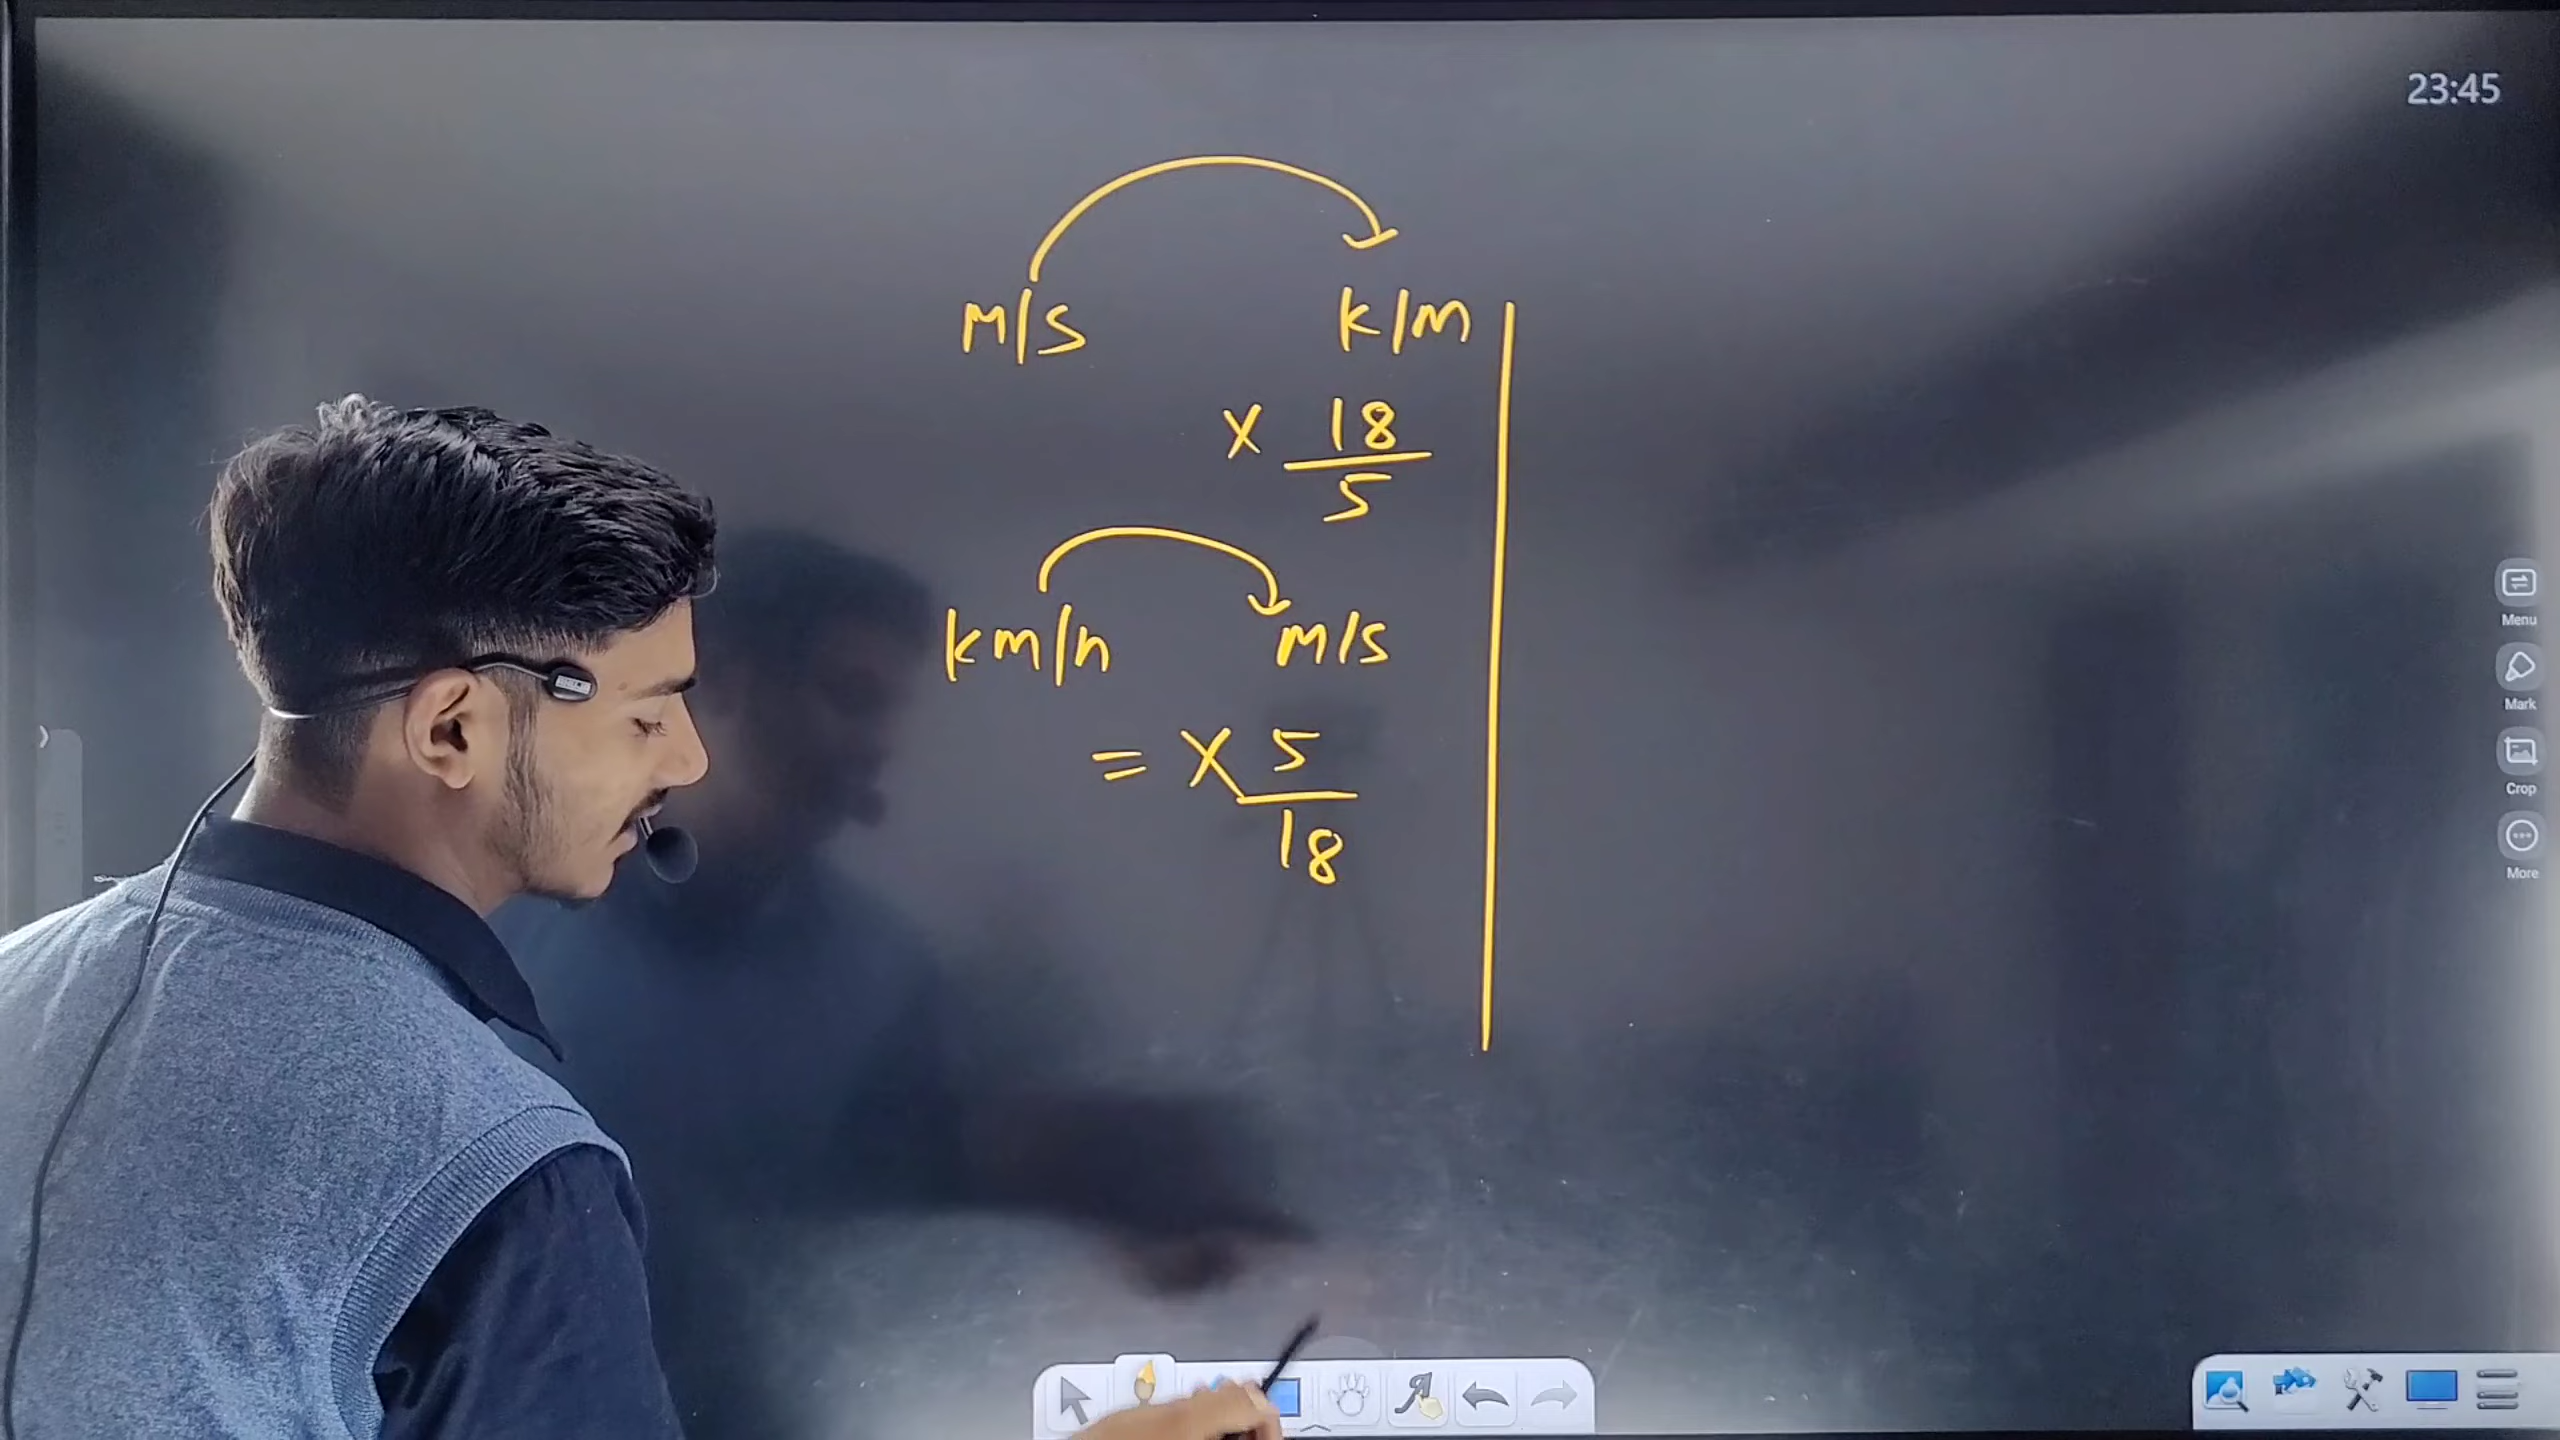 23:45
M/S K/M
× 18/5
km/h M/S
= × 5/18
Menu
Mark
Crop
More